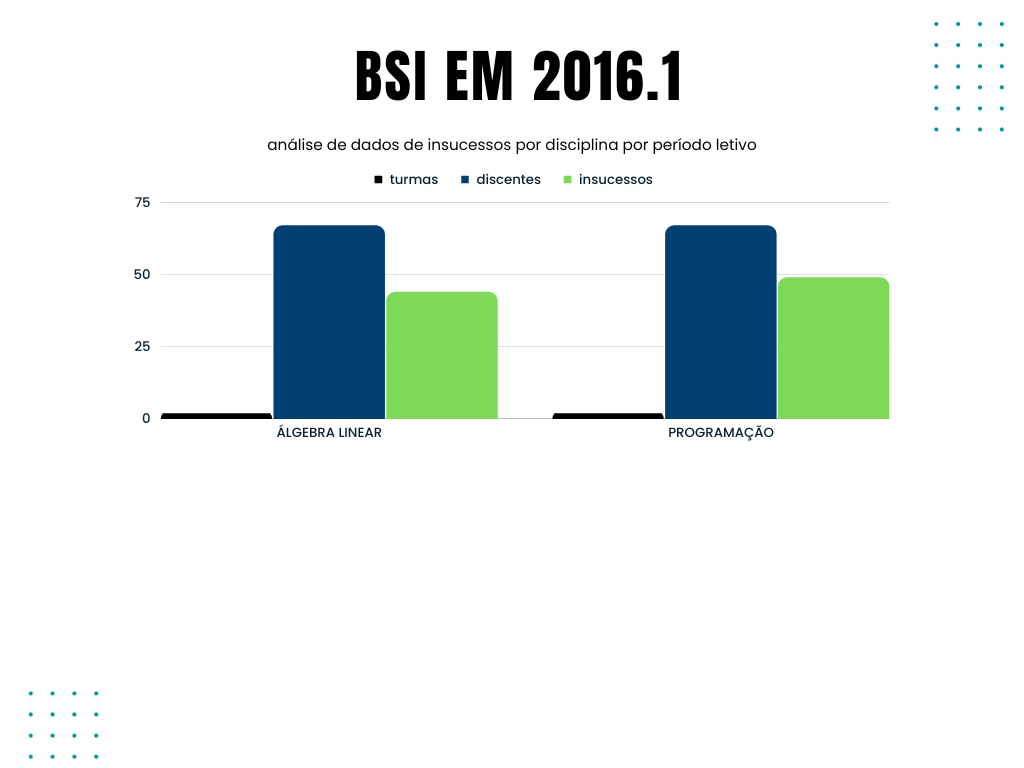 BSI EM 2016.1
análise de dados de insucessos por disciplina por período letivo
turmas discentes insucessos
75
50
25
0
ÁLGEBRA LINEAR PROGRAMAÇÃO